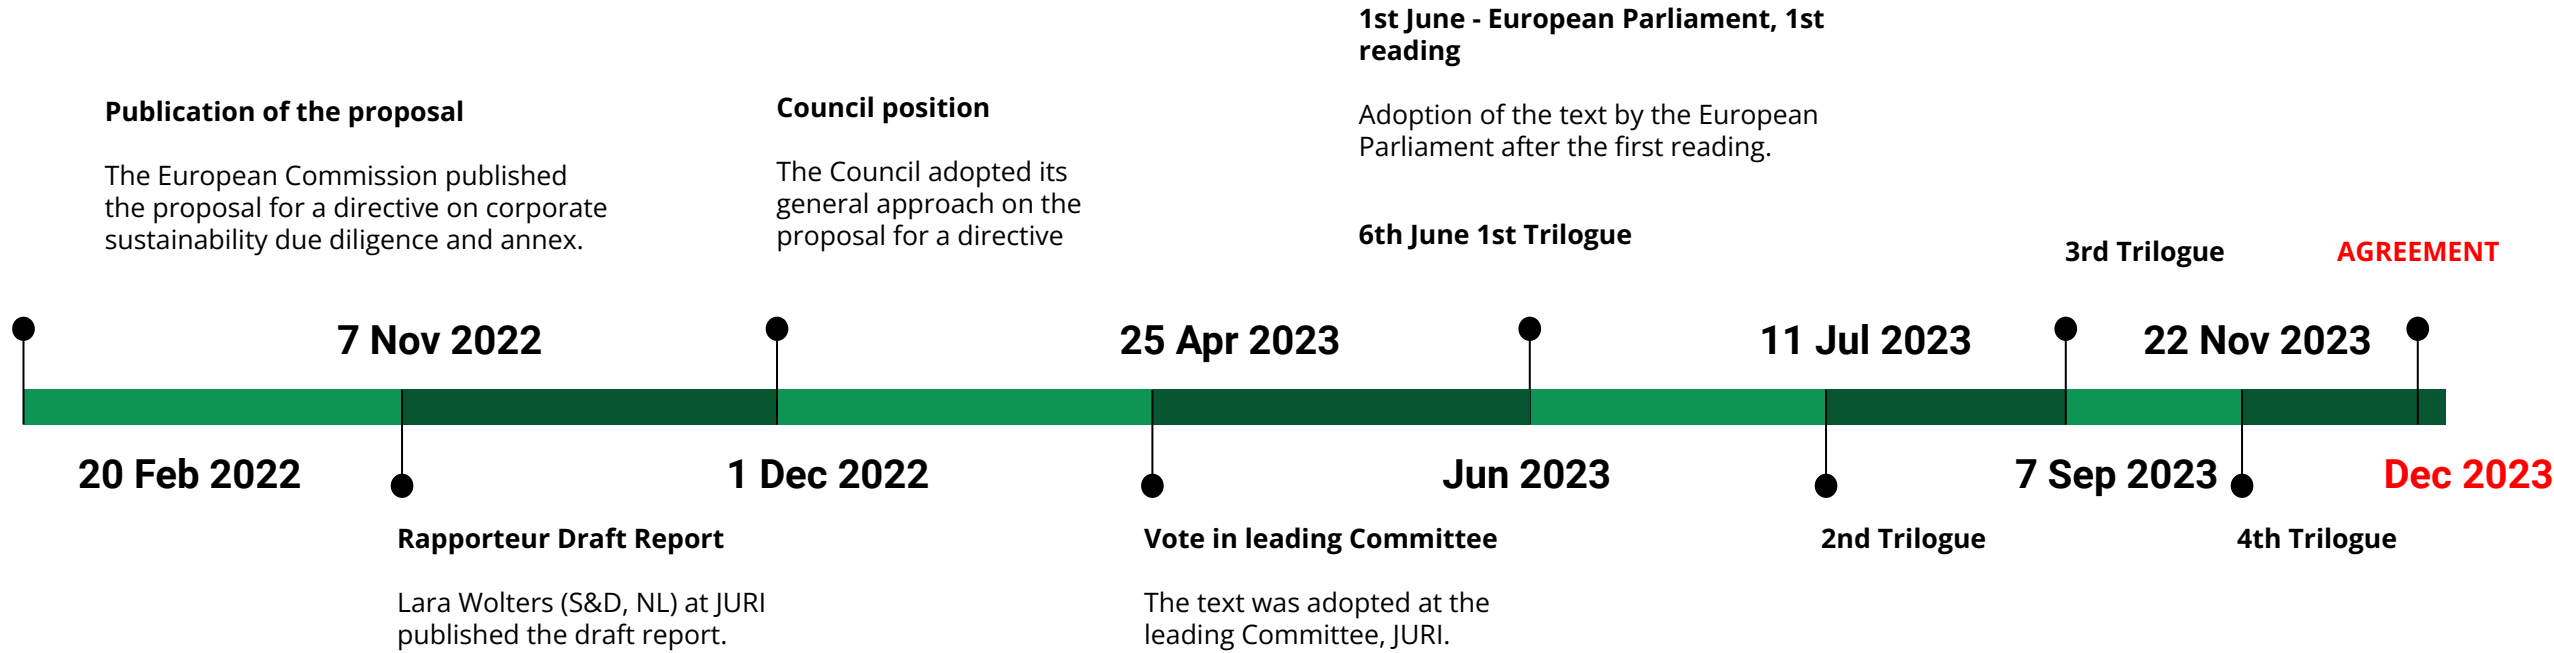 Publication of the proposal
The European Commission published
the proposal for a directive on corporate
sustainability due diligence and annex.
Council position
The Council adopted its
general approach on the
proposal for a directive
1st June - European Parliament, 1st
reading
Adoption of the text by the European
Parliament after the first reading.
6th June 1st Trilogue
3rd Trilogue
AGREEMENT
7 Nov 2022
25 Apr 2023
11 Jul 2023
22 Nov 2023
20 Feb 2022
1 Dec 2022
Jun 2023
7 Sep 2023
Dec 2023
Rapporteur Draft Report
Lara Wolters (S&D, NL) at JURI
published the draft report.
Vote in leading Committee
The text was adopted at the
leading Committee, JURI.
2nd Trilogue
4th Trilogue